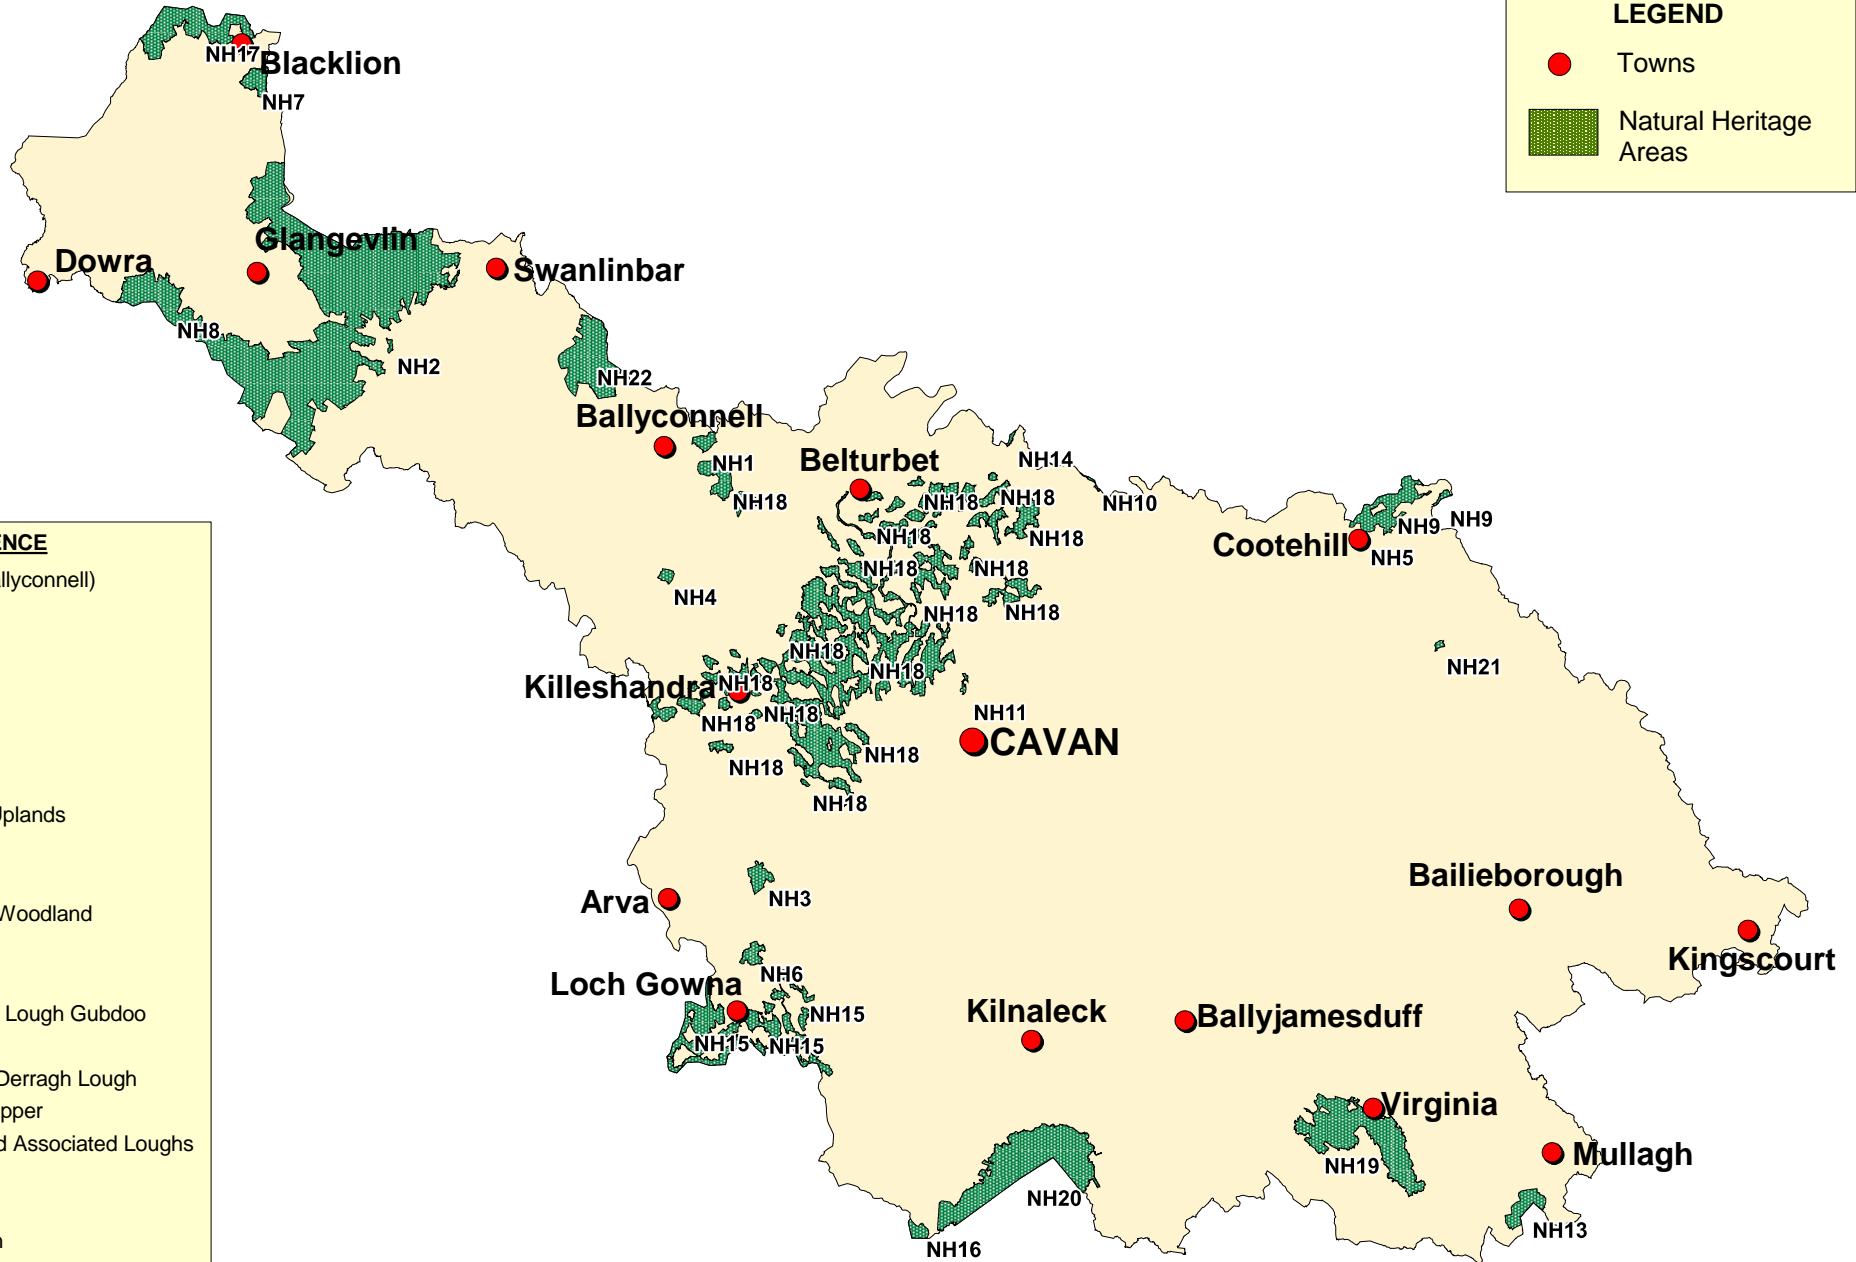 LEGEND
Towns
Natural Heritage
Areas
NH17
Blacklion
NH7
Glangevlin
Dowra
Swanlinbar
NH8
NH2
NH22
Ballyconnell
NH1
NH18
Belturbet
NH14
NH18
NH18
NH10
NH18
NH18
NH9
NH9
Cootehill
NH5
NH18
NH18
NH4
NH18
NH18
NH18
NH18
NH21
Killeshandra
NH18
NH18
NH18
NH11
CAVAN
NH18
NH18
NH18
Arva
NH3
Bailieborough
Kingscourt
Loch Gowna
NH6
NH15
NH15
NH15
Kilnaleck
Ballyjamesduff
Virginia
NH19
Mullagh
NH20
NH16
NH13
ENCE
allyconnell)
Uplands
Woodland
Lough Gubdoo
Derragh Lough
pper
d Associated Loughs
n